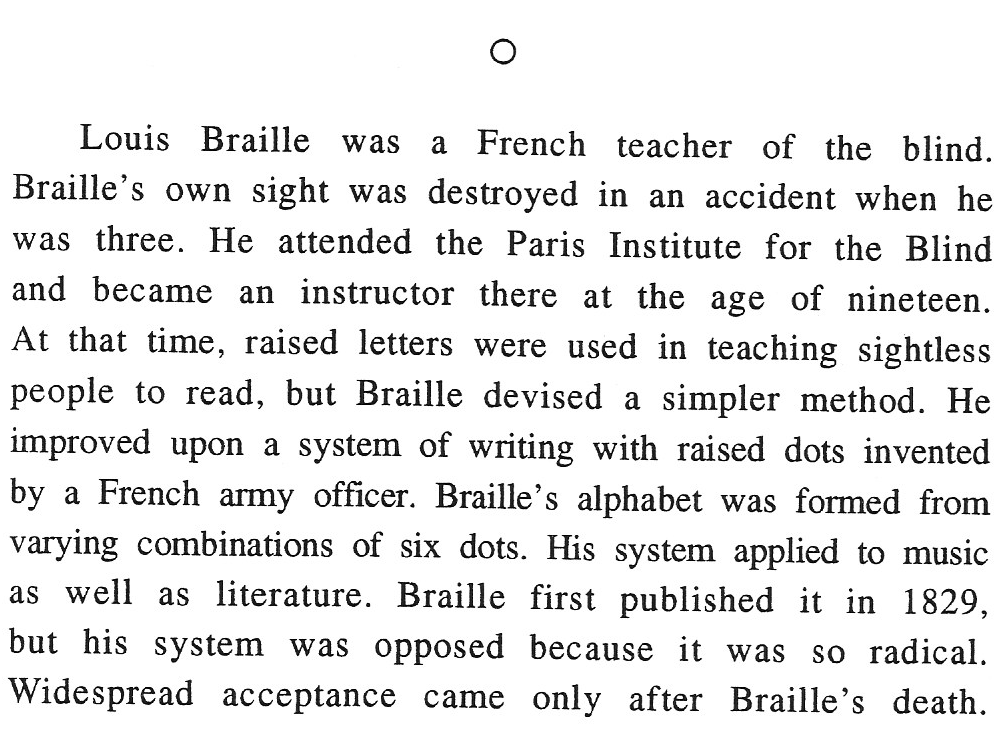 Louis Braille was a French teacher of the blind.
Braille's own sight was destroyed in an accident when he
was three. He attended the Paris Institute for the Blind
and became an instructor there at the age of nineteen.
At that time, raised letters were used in teaching sightless
people to read, but Braille devised a simpler method. He
improved upon a system of writing with raised dots invented
by a French army officer. Braille's alphabet was formed from
varying combinations of six dots. His system applied to music
as well as literature. Braille first published it in 1829,
but his system was opposed because it was so radical.
Widespread acceptance came only after Braille's death.